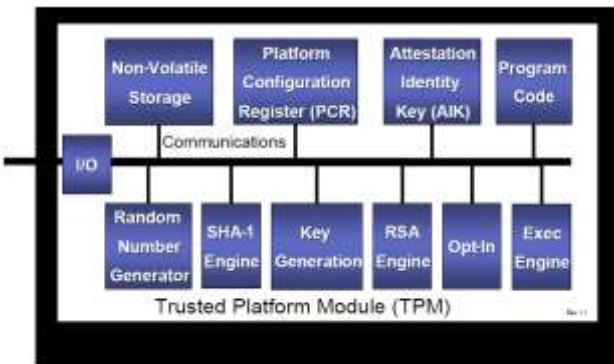 Non-Volatile
Storage
Platform
Configuration
Register (PCR)
Attestation
Identity
Key (AIK)
Program
Code
Communications
I/O
Random
Number
Generator
SHA-1
Engine
Key
Generation
RSA
Engine
Opt-In
Exec
Engine
Trusted Platform Module (TPM)